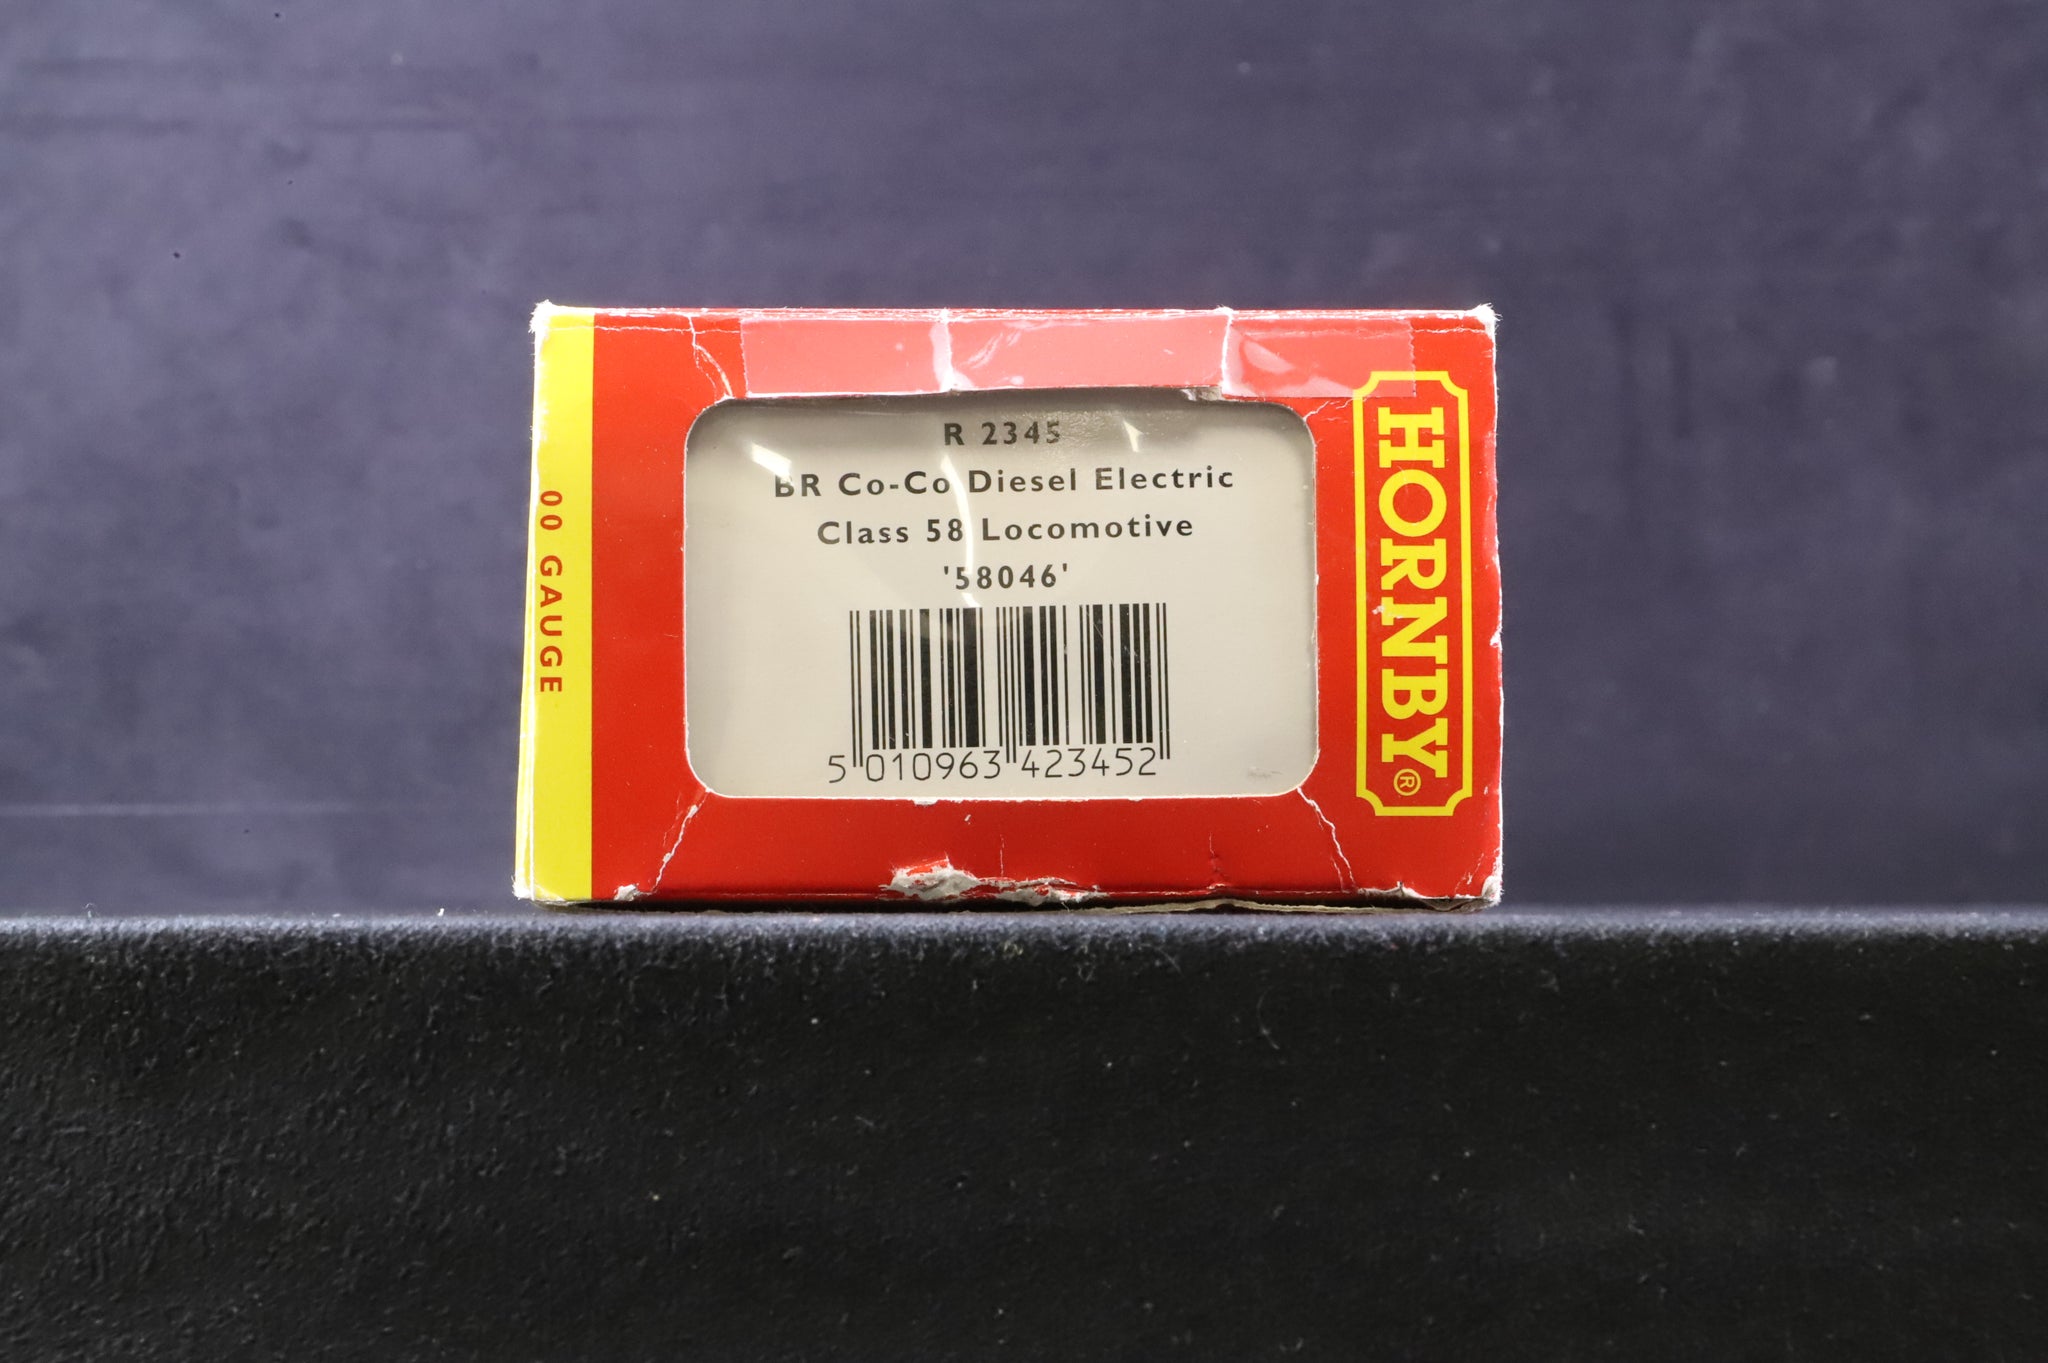 R 2345
BR Co-Co Diesel Electric
Class 58 Locomotive
'58046'
5 010963 423452
00 GAUGE
HORNBY®